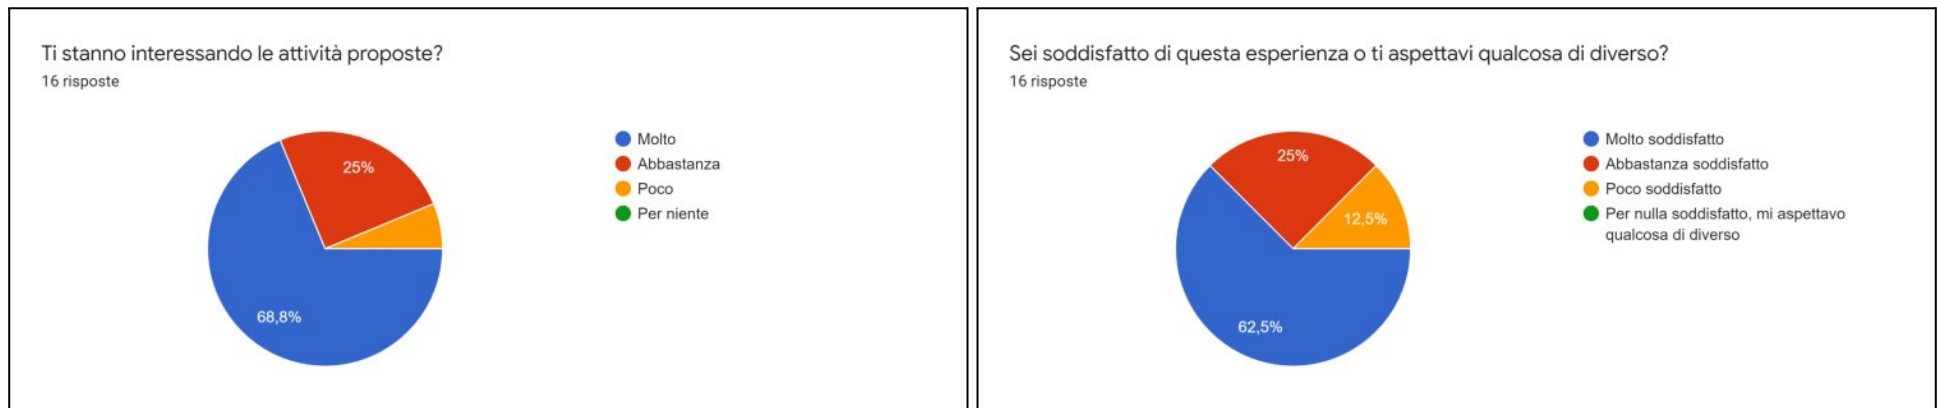 Ti stanno interessando le attività proposte?
16 risposte
25%
68,8%
Molto
Abbastanza
Poco
Per niente
Sei soddisfatto di questa esperienza o ti aspettavi qualcosa di diverso?
16 risposte
25%
12,5%
62,5%
Molto soddisfatto
Abbastanza soddisfatto
Poco soddisfatto
Per nulla soddisfatto, mi aspettavo
qualcosa di diverso